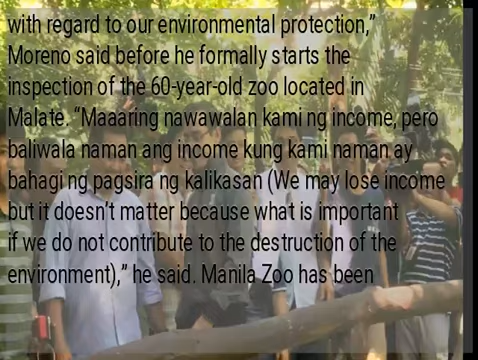 with regard to our environmental protection,”
Moreno said before he formally starts the
inspection of the 60-year-old zoo located in
Malate. “Maaaring nawawalan kami ng income, pero
baliwala naman ang income kung kami naman ay
bahagi ng pagsira ng kalikasan (We may lose income
but it doesn’t matter because what is important
if we do not contribute to the destruction of the
environment),” he said. Manila Zoo has been